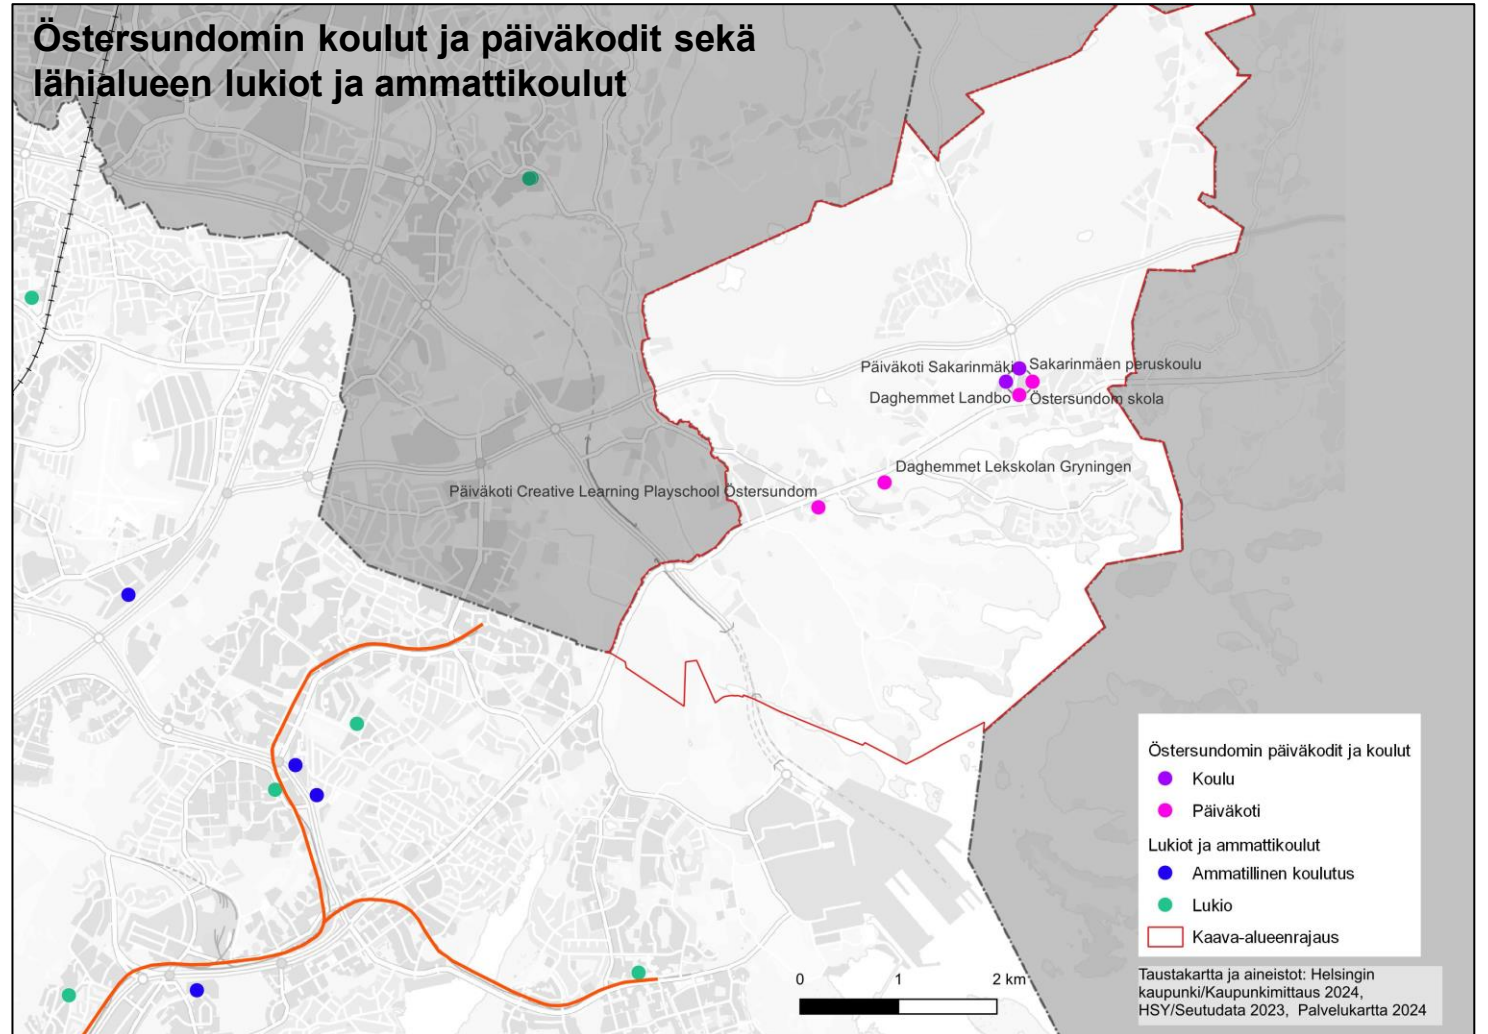 Östersundomin koulut ja päiväkodit sekä
lähialueen lukiot ja ammattikoulut
Päiväkoti Sakarinmäki
Sakarinmäen peruskoulu
Daghemmet Landbo
Östersundom skola
Daghemmet Lekskolan Gryningen
Päiväkoti Creative Learning Playschool Östersundom
Östersundomin päiväkodit ja koulut
Koulu
Päiväkoti
Lukiot ja ammattikoulut
Ammatillinen koulutus
Lukio
Kaava-alueenrajaus
0 1 2 km
Taustakartta ja aineistot: Helsingin
kaupunki/Kaupunkimittaus 2024,
HSY/Seutudata 2023, Palvelukartta 2024